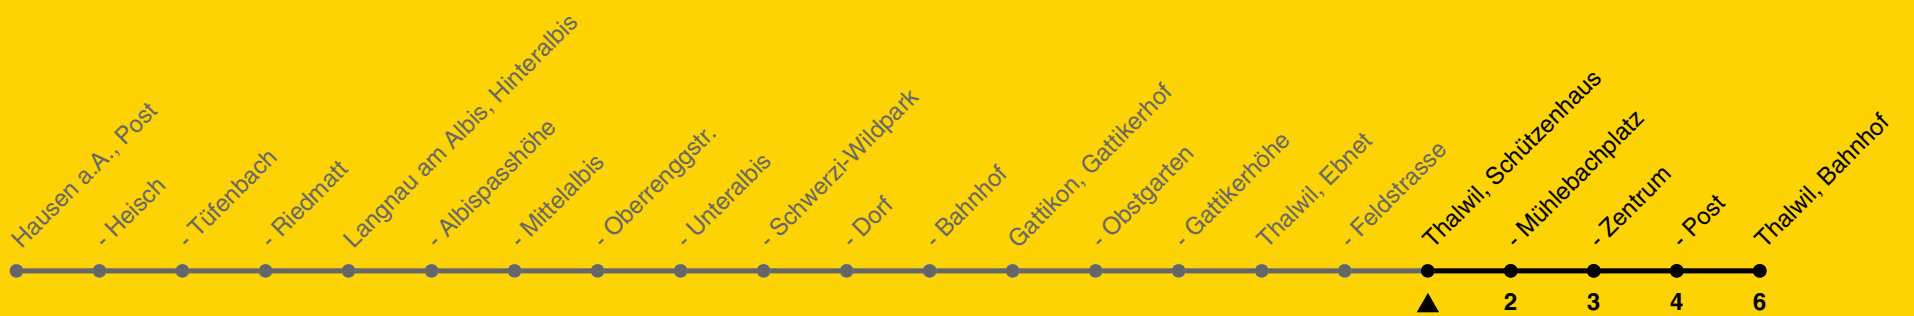 Hausen a.A., Post
- Heisch
- Tüfenbach
- Riedmatt
Langnau am Albis, Hinteralbis
- Albispasshöhe
- Mittelalbis
- Oberrenggstr.
- Unteralbis
- Schwerzi-Wildpark
- Dorf
- Bahnhof
Gattikon, Gattikerhof
- Obstgarten
- Gattikerhöhe
Thalwil, Ebnet
- Feldstrasse
Thalwil, Schützenhaus
- Mühlebachplatz
- Zentrum
- Post
Thalwil, Bahnhof
2 3 4 6